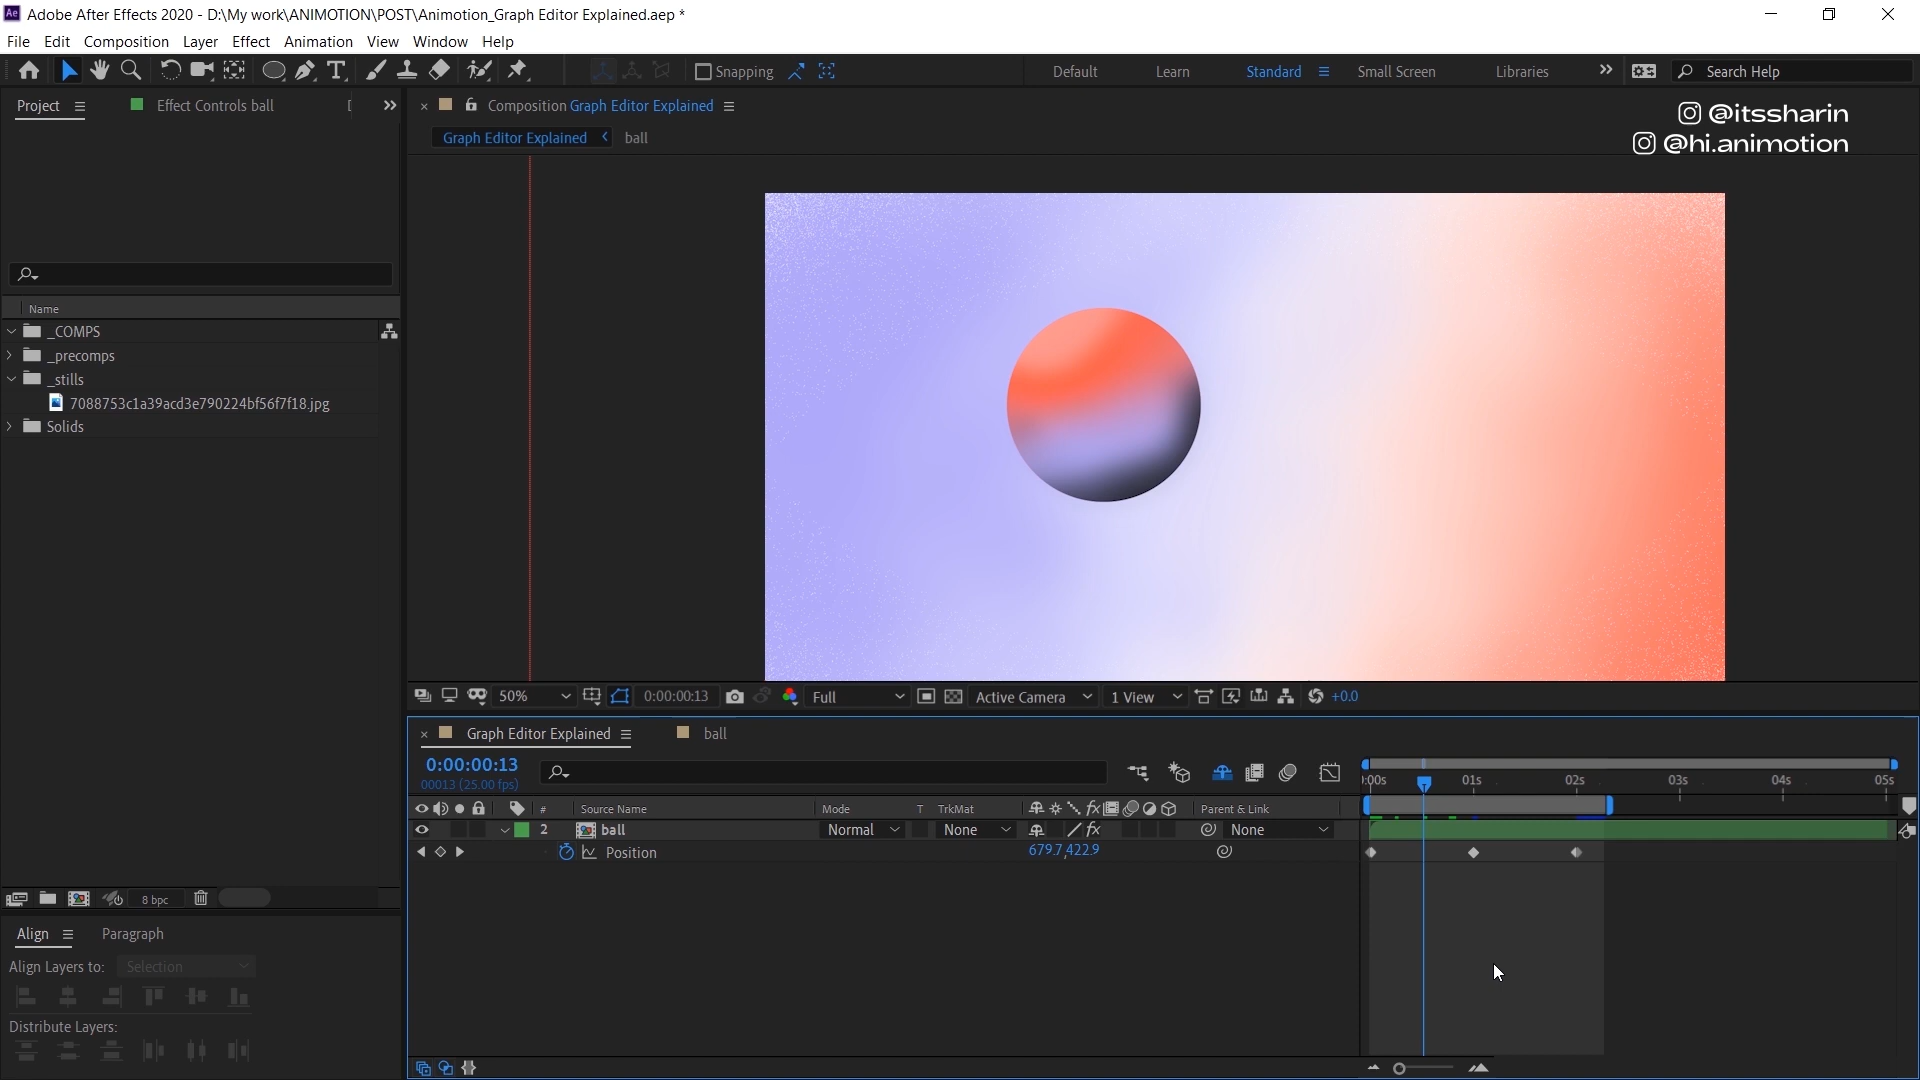 Adobe After Effects 2020 - D:\My work\ANIMOTION\POST\Animotion_Graph Editor Explained.aep *
File Edit Composition Layer Effect Animation View Window Help
Snapping Default Learn Standard Small Screen Libraries Search Help
Project Effect Controls ball Composition Graph Editor Explained
@itssharin
Graph Editor Explained ball
@hi.animotion
Name
_COMPS
_precomps
_stills
7088753c1a39acd3e790224bf56f7f18.jpg
Solids
50% 0:00:00:13 Full Active Camera 1 View +0.0
Graph Editor Explained ball
0:00:00:13
00013 (25.00 fps)
:00s 01s 02s 03s 04s 05s
# Source Name Mode T TrkMat Parent & Link
2 ball Normal None None
Position 679.7,422.9
8 bpc
Align Paragraph
Align Layers to: Selection
Distribute Layers: